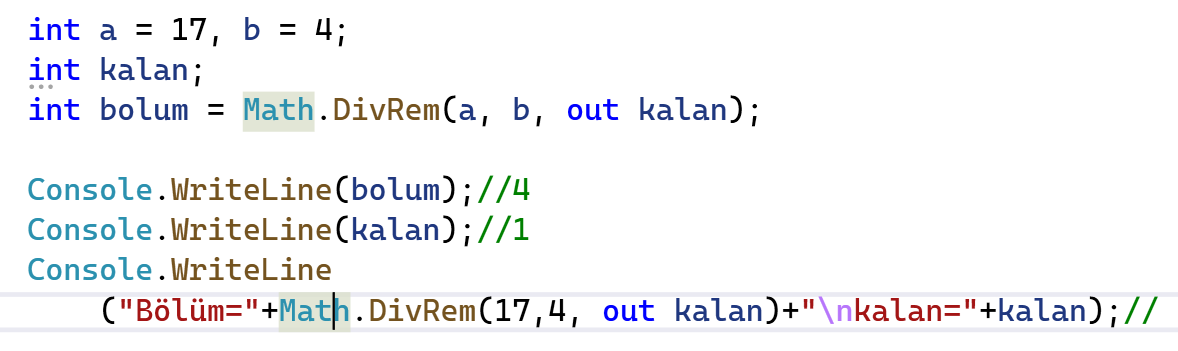 int a = 17, b = 4;
int kalan;
int bolum = Math.DivRem(a, b, out kalan);
Console.WriteLine(bolum);//4
Console.WriteLine(kalan);//1
Console.WriteLine
("Bölüm="+Math.DivRem(17,4, out kalan)+"\nkalan="+kalan);//